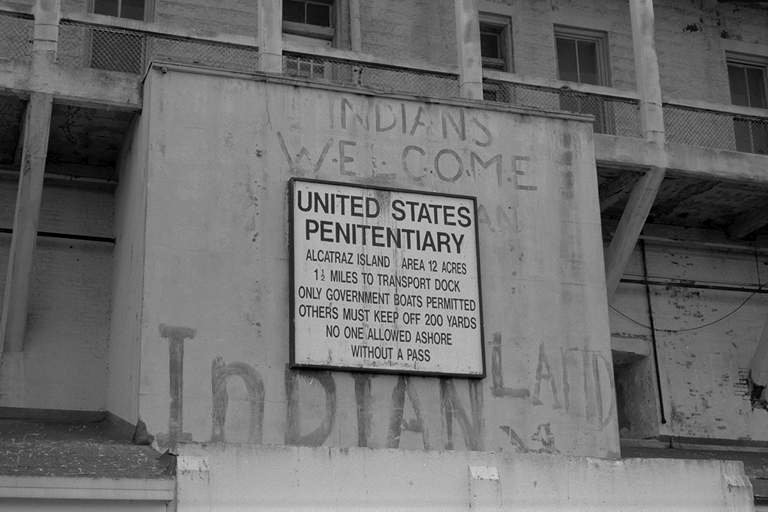 INDIANS
W.E.L.C.O.M.E
UNITED STATES
PENITENTIARY
ALCATRAZ ISLAND AREA 12 ACRES
1½ MILES TO TRANSPORT DOCK
ONLY GOVERNMENT BOATS PERMITTED
OTHERS MUST KEEP OFF 200 YARDS
NO ONE ALLOWED ASHORE
WITHOUT A PASS
InDIAN LAnD